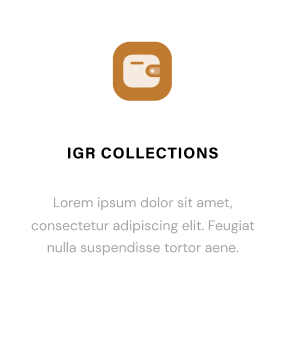 IGR COLLECTIONS
Lorem ipsum dolor sit amet,
consectetur adipiscing elit. Feugiat
nulla suspendisse tortor aene.